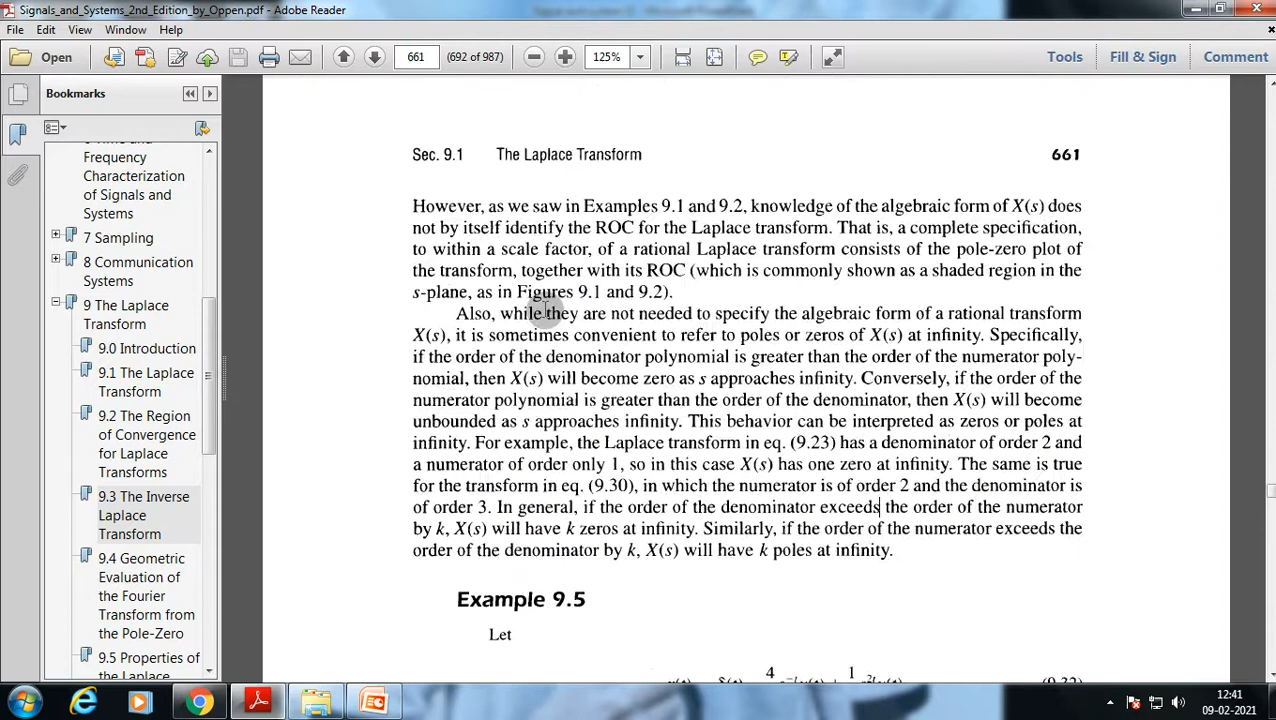 Signals_and_Systems_2nd_Edition_by_Oppen.pdf - Adobe Reader
File Edit View Window Help
Open 661 (692 of 987) 125% Tools Fill & Sign Comment
Bookmarks
Frequency
Characterization
of Signals and
Systems
7 Sampling
8 Communication
Systems
9 The Laplace
Transform
9.0 Introduction
9.1 The Laplace
Transform
9.2 The Region
of Convergence
for Laplace
Transforms
9.3 The Inverse
Laplace
Transform
9.4 Geometric
Evaluation of the
Fourier
Transform from
the Pole-Zero
9.5 Properties of
the Laplace
Sec. 9.1 The Laplace Transform 661
However, as we saw in Examples 9.1 and 9.2, knowledge of the algebraic form of X(s) does
not by itself identify the ROC for the Laplace transform. That is, a complete specification,
to within a scale factor, of a rational Laplace transform consists of the pole-zero plot of
the transform, together with its ROC (which is commonly shown as a shaded region in the
s-plane, as in Figures 9.1 and 9.2).
Also, while they are not needed to specify the algebraic form of a rational transform
X(s), it is sometimes convenient to refer to poles or zeros of X(s) at infinity. Specifically,
if the order of the denominator polynomial is greater than the order of the numerator poly-
nomial, then X(s) will become zero as s approaches infinity. Conversely, if the order of the
numerator polynomial is greater than the order of the denominator, then X(s) will become
unbounded as s approaches infinity. This behavior can be interpreted as zeros or poles at
infinity. For example, the Laplace transform in eq. (9.23) has a denominator of order 2 and
a numerator of order only 1, so in this case X(s) has one zero at infinity. The same is true
for the transform in eq. (9.30), in which the numerator is of order 2 and the denominator is
of order 3. In general, if the order of the denominator exceeds the order of the numerator
by k, X(s) will have k zeros at infinity. Similarly, if the order of the numerator exceeds the
order of the denominator by k, X(s) will have k poles at infinity.
Example 9.5
Let
12:41
09-02-2021